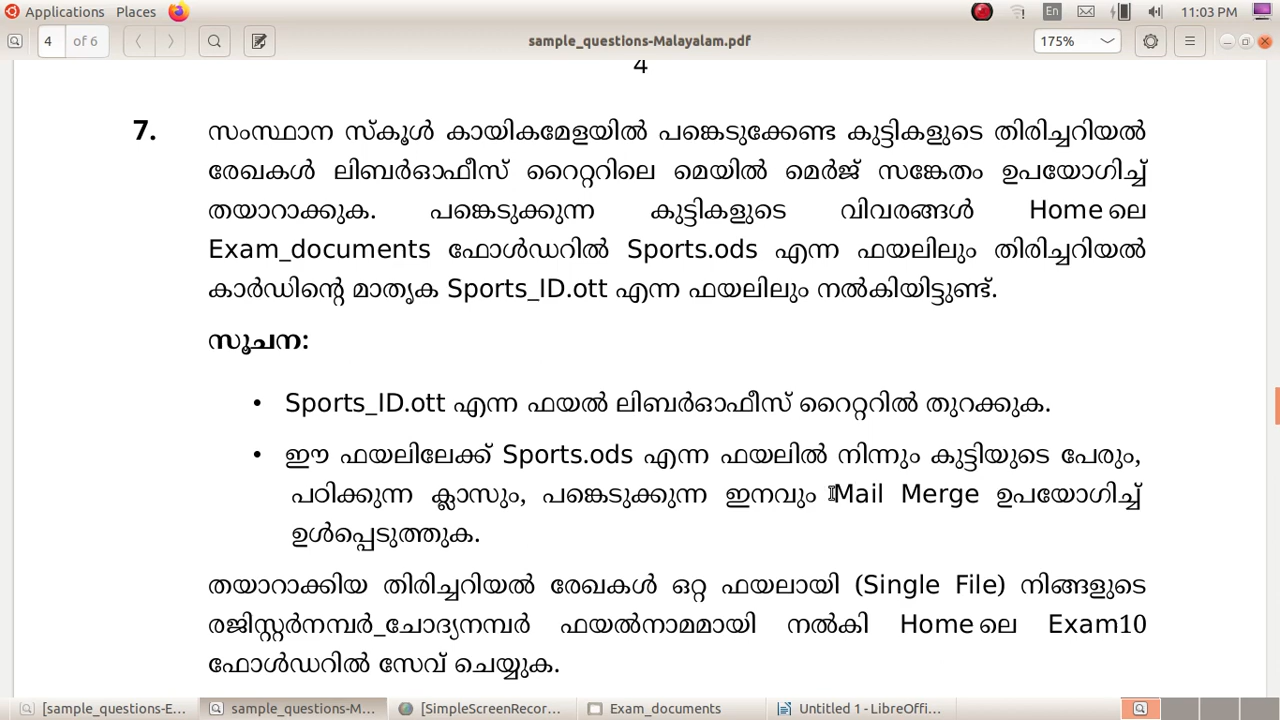 Applications Places En 11:03 PM
4 of 6 sample_questions-Malayalam.pdf 175%
4
7. സംസ്ഥാന സ്കൂൾ കായികമേളയിൽ പങ്കെടുക്കേണ്ട കുട്ടികളുടെ തിരിച്ചറിയൽ
രേഖകൾ ലിബർഓഫീസ് റൈറ്ററിലെ മെയിൽ മെർജ് സങ്കേതം ഉപയോഗിച്ച്
തയാറാക്കുക. പങ്കെടുക്കുന്ന കുട്ടികളുടെ വിവരങ്ങൾ Home ലെ
Exam_documents ഫോൾഡറിൽ Sports.ods എന്ന ഫയലിലും തിരിച്ചറിയൽ
കാർഡിന്റെ മാതൃക Sports_ID.ott എന്ന ഫയലിലും നൽകിയിട്ടുണ്ട്.
സൂചന:
• Sports_ID.ott എന്ന ഫയൽ ലിബർഓഫീസ് റൈറ്ററിൽ തുറക്കുക.
• ഈ ഫയലിലേക്ക് Sports.ods എന്ന ഫയലിൽ നിന്നും കുട്ടിയുടെ പേരും,
പഠിക്കുന്ന ക്ലാസും, പങ്കെടുക്കുന്ന ഇനവും Mail Merge ഉപയോഗിച്ച്
ഉൾപ്പെടുത്തുക.
തയാറാക്കിയ തിരിച്ചറിയൽ രേഖകൾ ഒറ്റ ഫയലായി (Single File) നിങ്ങളുടെ
രജിസ്റ്റർനമ്പർ_ചോദ്യനമ്പർ ഫയൽനാമമായി നൽകി Home ലെ Exam10
ഫോൾഡറിൽ സേവ് ചെയ്യുക.
[sample_questions-E... sample_questions-M... [SimpleScreenRecor... Exam_documents Untitled 1 - LibreOffi...